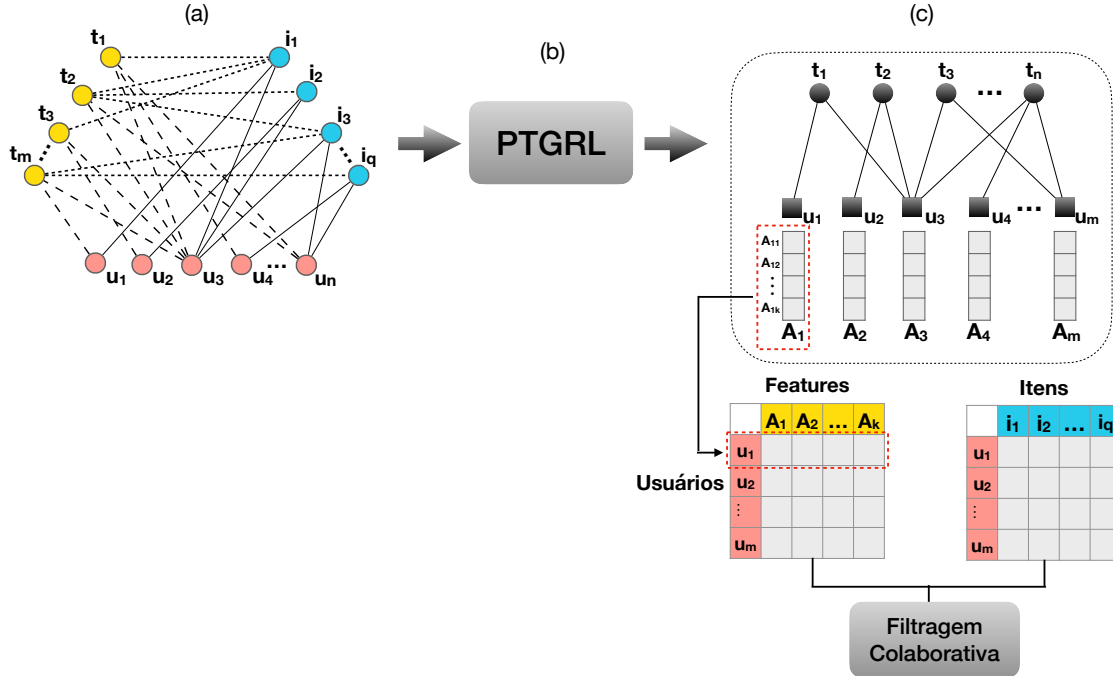 (a)
(b)
(c)
t1
t2
t3
tm
i1
i2
i3
iq
u1
u2
u3
u4
...
un
PTGRL
t1
t2
t3
...
tn
u1
u2
u3
u4
...
um
A11
A12
⋮
A1k
A1
A2
A3
A4
Am
Features
A1 A2 ... Ak
u1
u2
⋮
um
Usuários
Itens
i1 i2 ... iq
u1
u2
⋮
um
Filtragem
Colaborativa